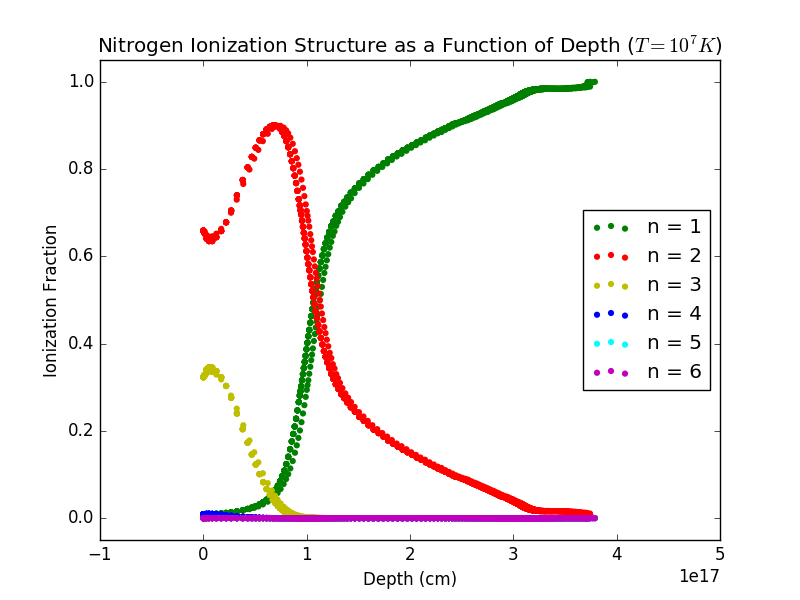 Nitrogen Ionization Structure as a Function of Depth (T = 10^7 K)
Ionization Fraction
1.0
0.8
0.6
0.4
0.2
0.0
n = 1
n = 2
n = 3
n = 4
n = 5
n = 6
−1 0 1 2 3 4 5
1e17
Depth (cm)